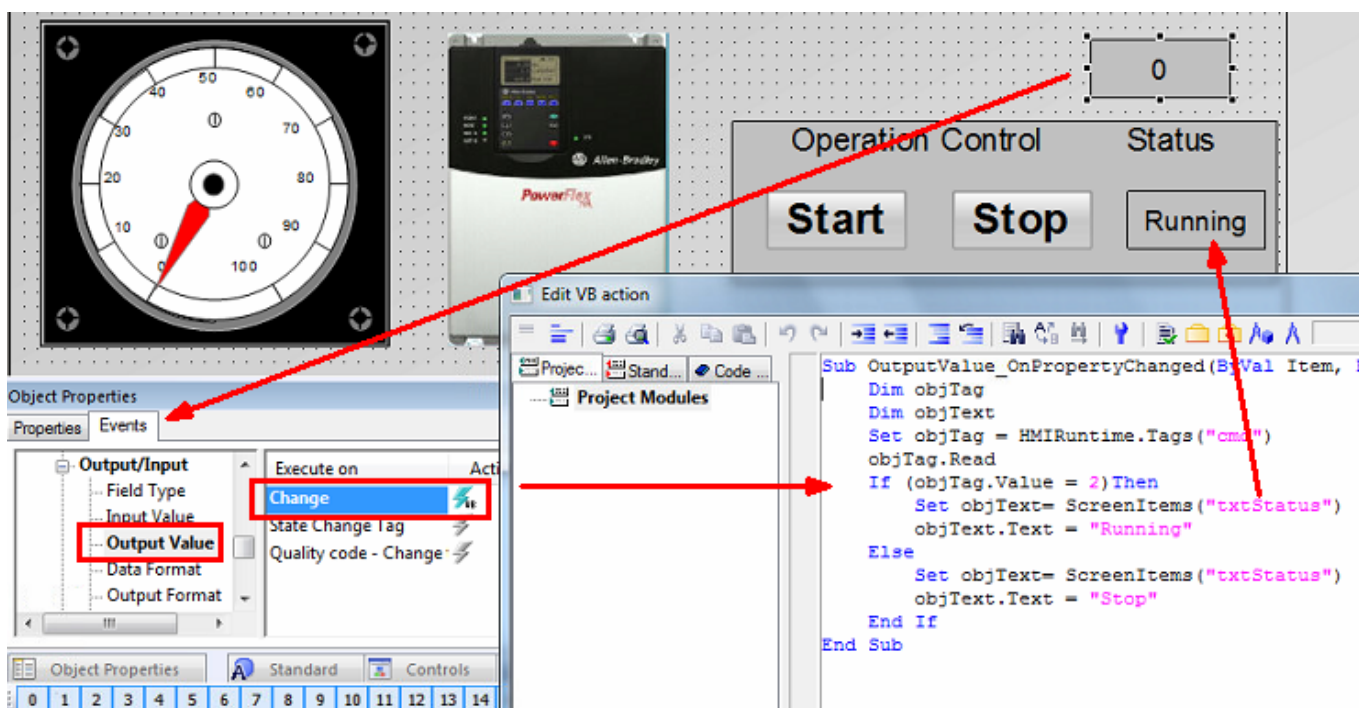 50
40 60
0
30 70
20 80
10 90
0 0
0 100
Allen-Bradley
PowerFlex
0
Operation Control Status
Start Stop Running
Edit VB action
Projec... Stand... Code ...
Project Modules
Sub OutputValue_OnPropertyChanged(ByVal Item,
Dim objTag
Dim objText
Set objTag = HMIRuntime.Tags("cmd")
objTag.Read
If (objTag.Value = 2)Then
Set objText= ScreenItems("txtStatus")
objText.Text = "Running"
Else
Set objText= ScreenItems("txtStatus")
objText.Text = "Stop"
End If
End Sub
Object Properties
Properties Events
Output/Input
Field Type
Input Value
Output Value
Data Format
Output Format
Execute on Acti
Change
State Change Tag
Quality code - Change
Object Properties Standard Controls
0 1 2 3 4 5 6 7 8 9 10 11 12 13 14